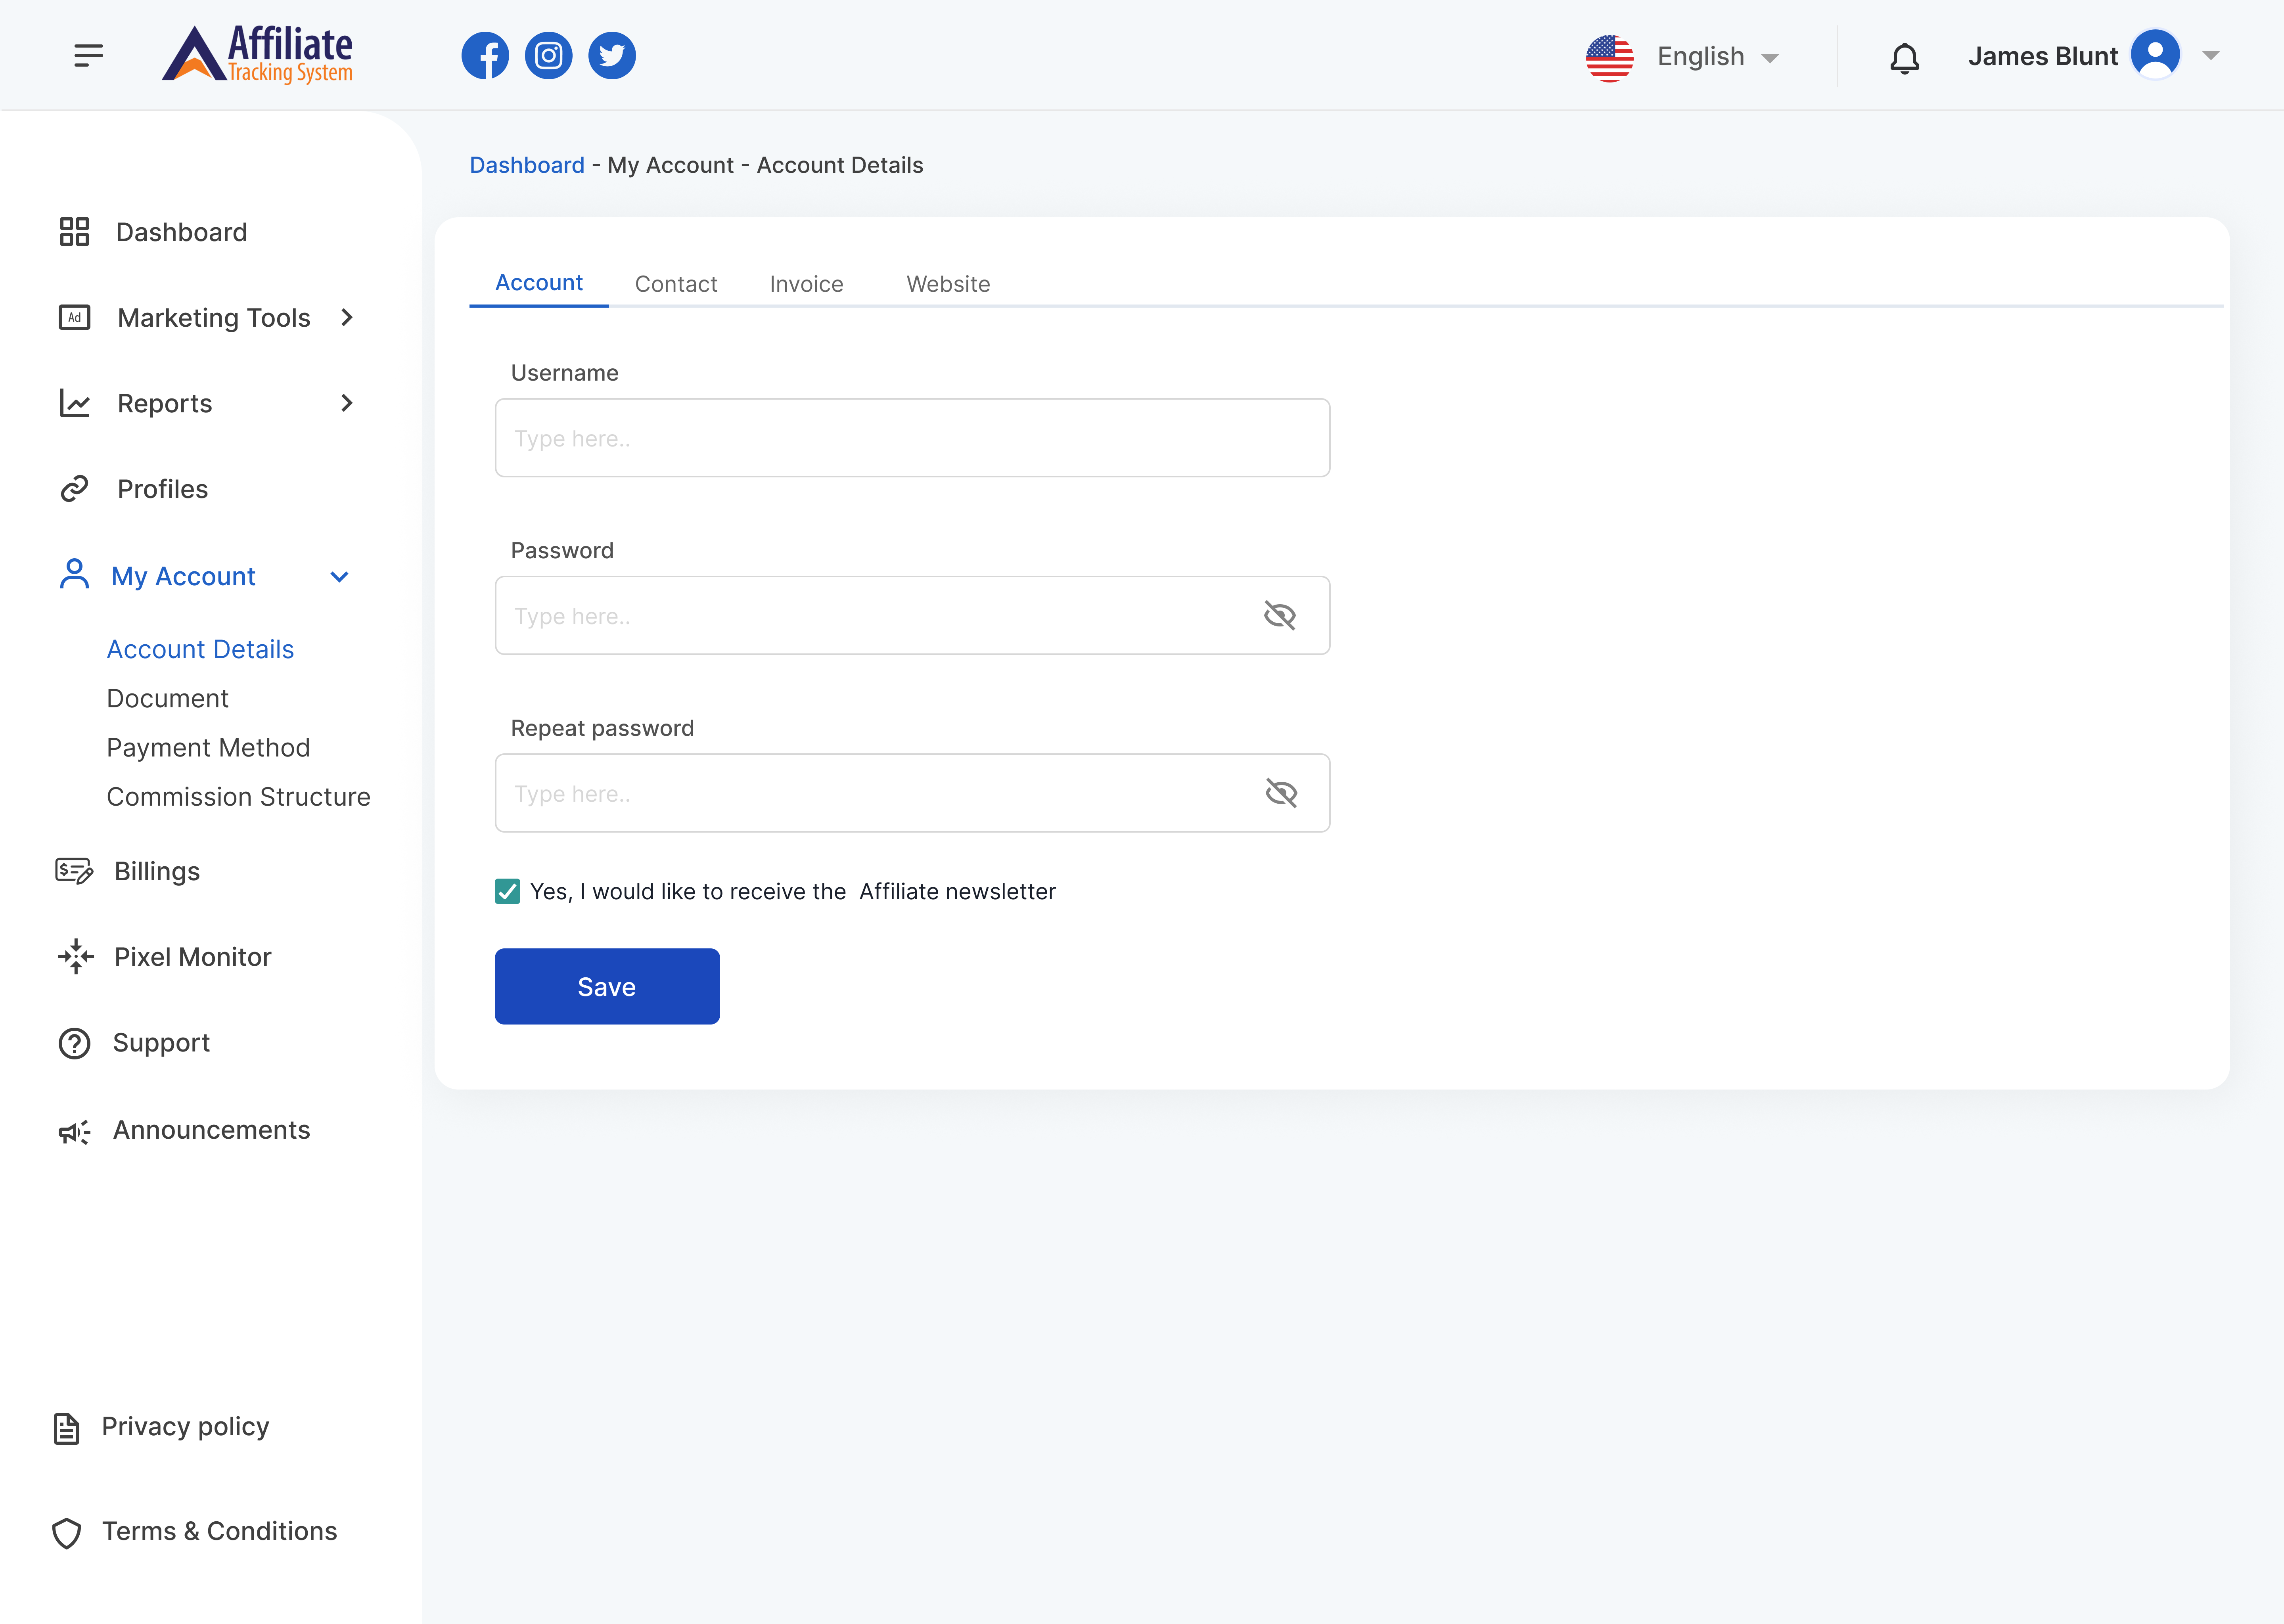 Affiliate
Tracking System
English
James Blunt
Dashboard - My Account - Account Details
Dashboard
Ad Marketing Tools
Reports
Profiles
My Account
Account Details
Document
Payment Method
Commission Structure
$ Billings
Pixel Monitor
? Support
Announcements
Privacy policy
Terms & Conditions
Account Contact Invoice Website
Username
Type here..
Password
Type here..
Repeat password
Type here..
Yes, I would like to receive the  Affiliate newsletter
Save